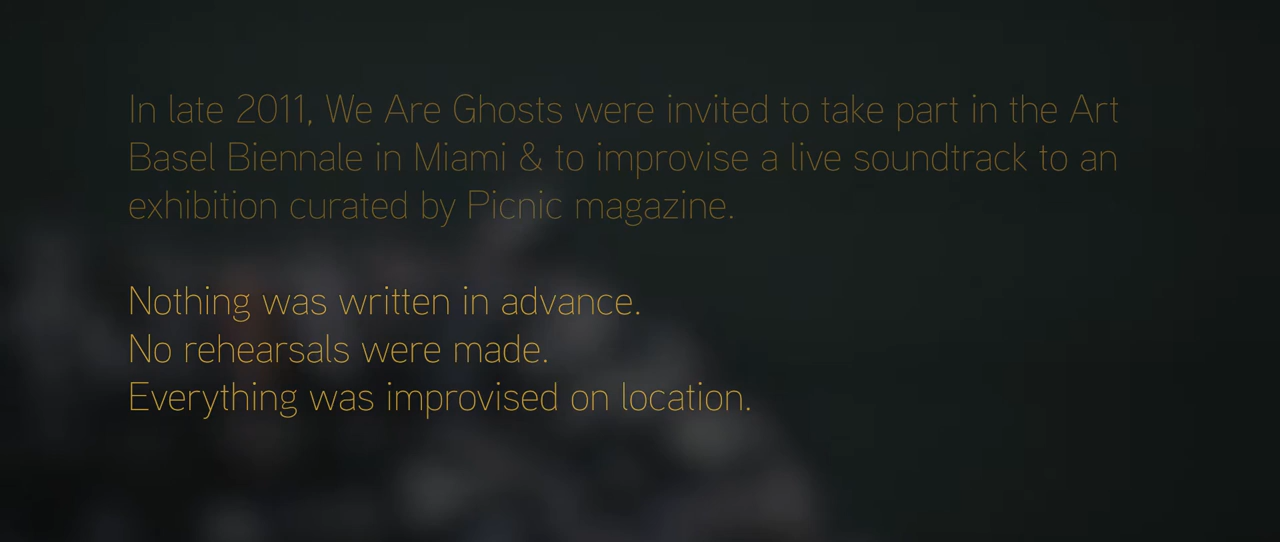 In late 2011, We Are Ghosts were invited to take part in the Art
Basel Biennale in Miami & to improvise a live soundtrack to an
exhibition curated by Picnic magazine.
Nothing was written in advance.
No rehearsals were made.
Everything was improvised on location.